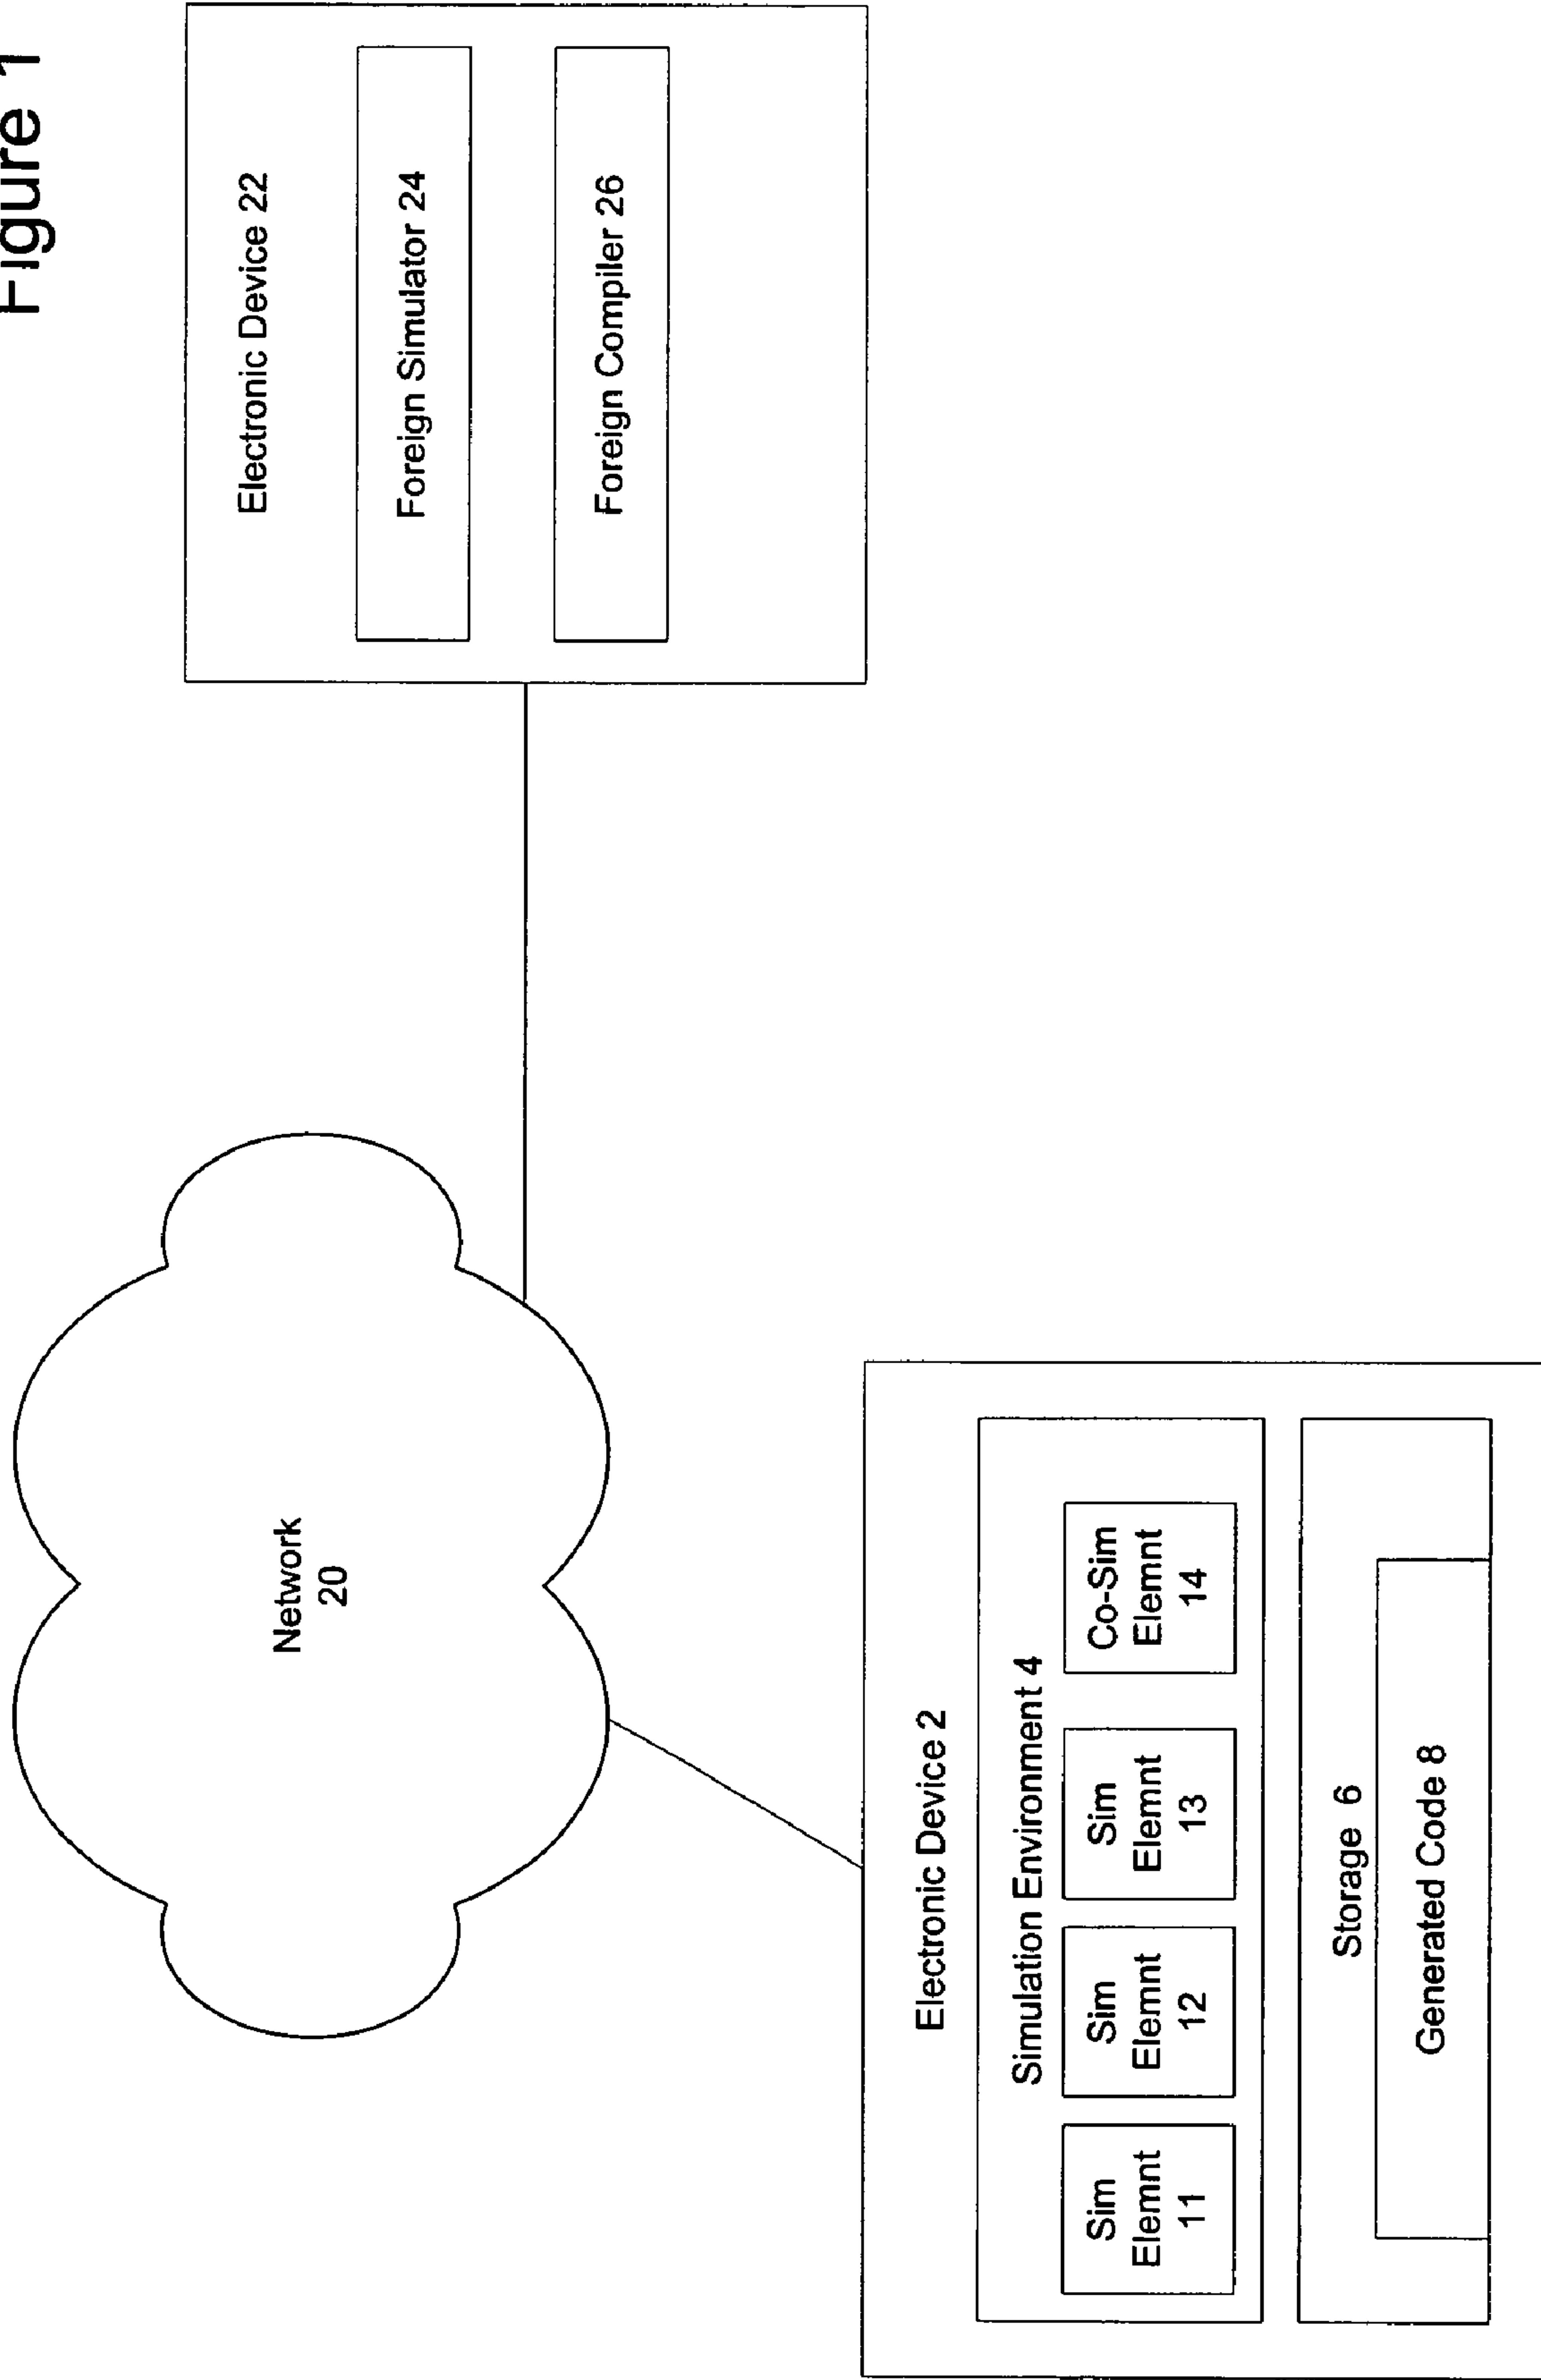 Figure 1
Network
20
Electronic Device 22
Foreign Simulator 24
Foreign Compiler 26
Electronic Device 2
Simulation Environment 4
Sim
Elemnt
11
Sim
Elemnt
12
Sim
Elemnt
13
Co-Sim
Elemnt
14
Storage 6
Generated Code 8